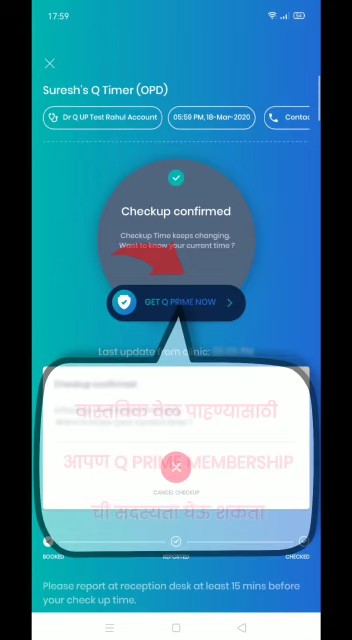 17:59
Suresh's Q Timer (OPD)
Dr Q UP Test Rahul Account 05:59 PM, 18-Mar-2020 Contac
Checkup confirmed
Checkup Time keeps changing.
Want to know your current time ?
GET Q PRIME NOW
Last update from clinic:
Checkup confirmed
वास्तविक वेळ पाहण्यासाठी
आपण Q PRIME MEMBERSHIP
CANCEL CHECKUP
ची सदस्यता घेऊ शकता
BOOKED REPORTED CHECKED
Please report at reception desk at least 15 mins before
your check up time.